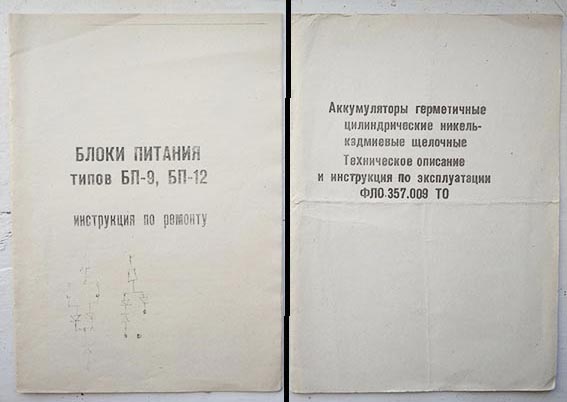 БЛОКИ ПИТАНИЯ
типов БП-9, БП-12
инструкция по ремонту
Аккумуляторы герметичные
цилиндрические никель-
кадмиевые щелочные
Техническое описание
и инструкция по эксплуатации
ФЛО.357.009 ТО